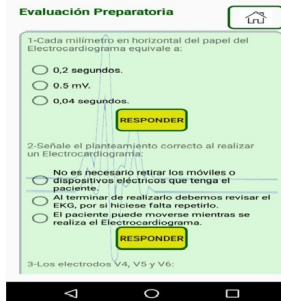 Evaluación Preparatoria
1-Cada milímetro en horizontal del papel del
Electrocardiograma equivale a:
0,2 segundos.
0.5 mV.
0,04 segundos.
RESPONDER
2-Señale el planteamiento correcto al realizar
un Electrocardiograma:
No es necesario retirar los móviles o
dispositivos eléctricos que tenga el
paciente.
Al terminar de realizarlo debemos revisar el
EKG, por si hiciese falta repetirlo.
El paciente puede moverse mientras se
realiza el Electrocardiograma.
RESPONDER
3-Los electrodos V4, V5 y V6: